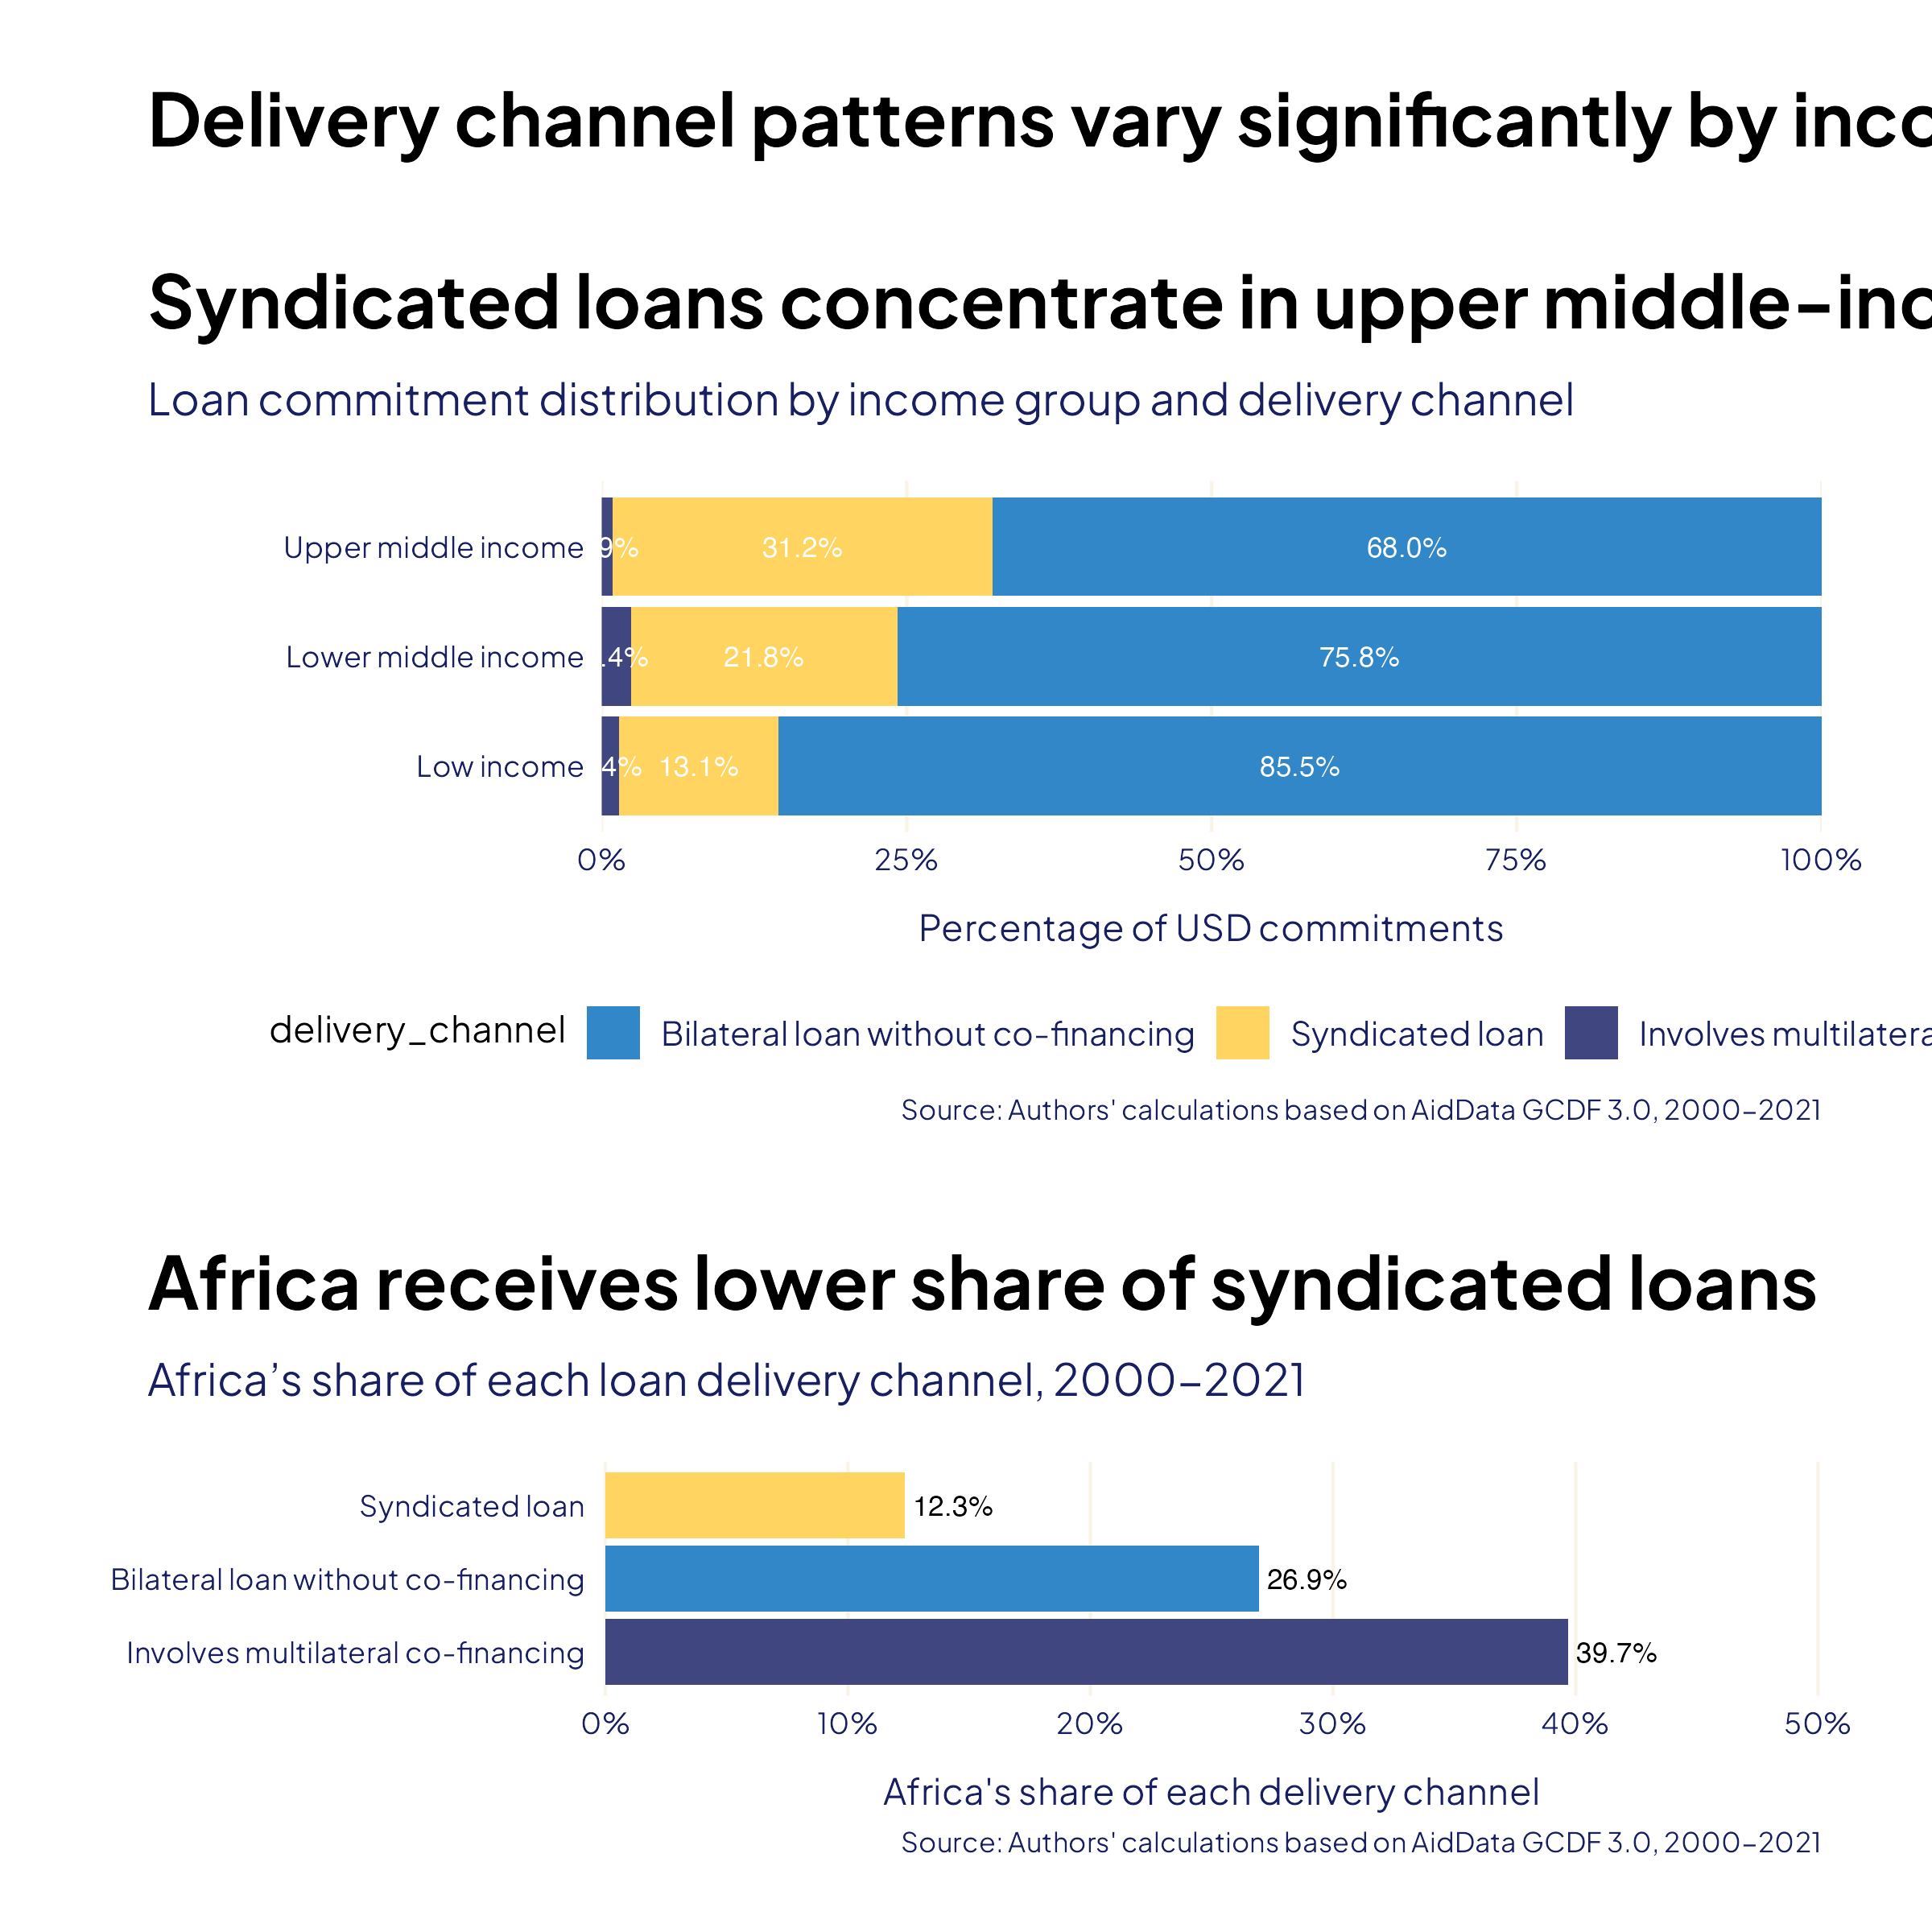 Delivery channel patterns vary significantly by
Syndicated loans concentrate in upper
Loan commitment distribution by income group and delivery channel
Upper middle income 9% 31.2% 68.0%
Lower middle income .4% 21.8% 75.8%
Low income 4% 13.1% 85.5%
0% 25% 50% 75% 100%
Percentage of USD commitments
delivery_channel Bilateral loan without co-financing Syndicated loan Involves
Source: Authors' calculations based on AidData GCDF 3.0, 2000–2021
Africa receives lower share of syndicated loans
Africa’s share of each loan delivery channel, 2000–2021
Syndicated loan 12.3%
Bilateral loan without co-financing 26.9%
Involves multilateral co-financing 39.7%
0% 10% 20% 30% 40% 50%
Africa's share of each delivery channel
Source: Authors' calculations based on AidData GCDF 3.0, 2000–2021